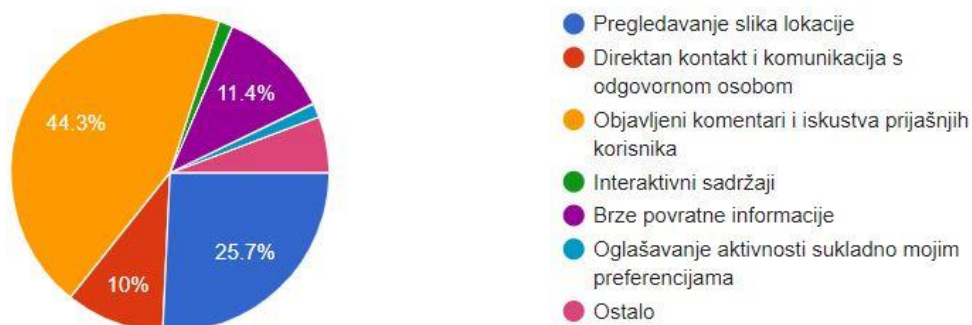 44.3%
11.4%
25.7%
10%
Pregledavanje slika lokacije
Direktan kontakt i komunikacija s
odgovornom osobom
Objavljeni komentari i iskustva prijašnjih
korisnika
Interaktivni sadržaji
Brze povratne informacije
Oglašavanje aktivnosti sukladno mojim
preferencijama
Ostalo